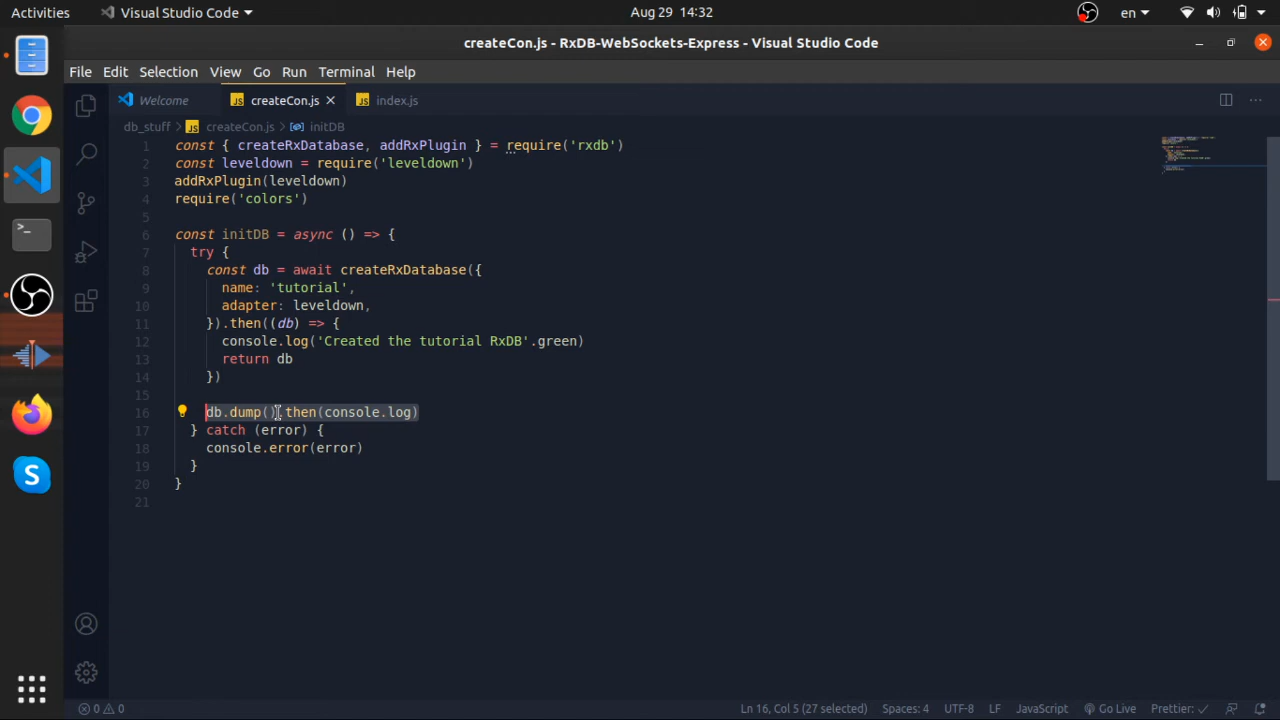 Activities
Visual Studio Code
Aug 29 14:32
en
createCon.js - RxDB-WebSockets-Express - Visual Studio Code
File Edit Selection View Go Run Terminal Help
Welcome
JS createCon.js
JS index.js
db_stuff > JS createCon.js > initDB
1 const { createRxDatabase, addRxPlugin } = require('rxdb')
2 const leveldown = require('leveldown')
3 addRxPlugin(leveldown)
4 require('colors')
5
6 const initDB = async () => {
7 try {
8 const db = await createRxDatabase({
9 name: 'tutorial',
10 adapter: leveldown,
11 }).then((db) => {
12 console.log('Created the tutorial RxDB'.green)
13 return db
14 })
15
16 db.dump().then(console.log)
17 } catch (error) {
18 console.error(error)
19 }
20 }
21
0 0
Ln 16, Col 5 (27 selected)
Spaces: 4
UTF-8
LF
JavaScript
Go Live
Prettier: ✓